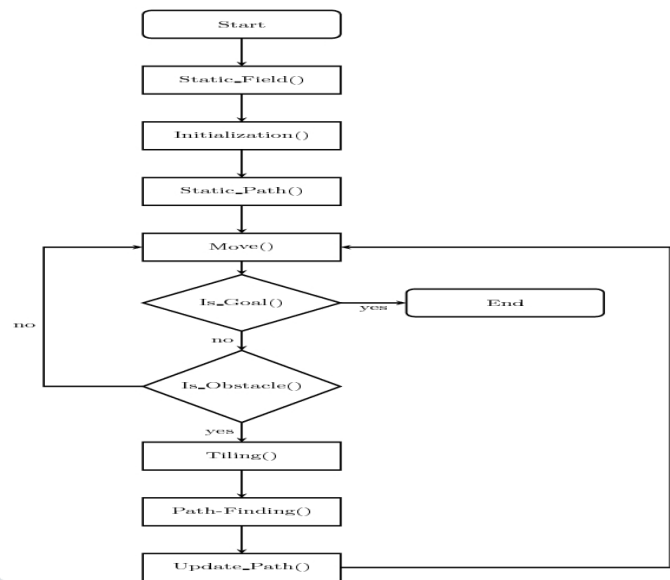 Start
Static_Field()
Initialization()
Static_Path()
Move()
Is_Goal()
yes
End
no
no
Is_Obstacle()
yes
Tiling()
Path-Finding()
Update_Path()